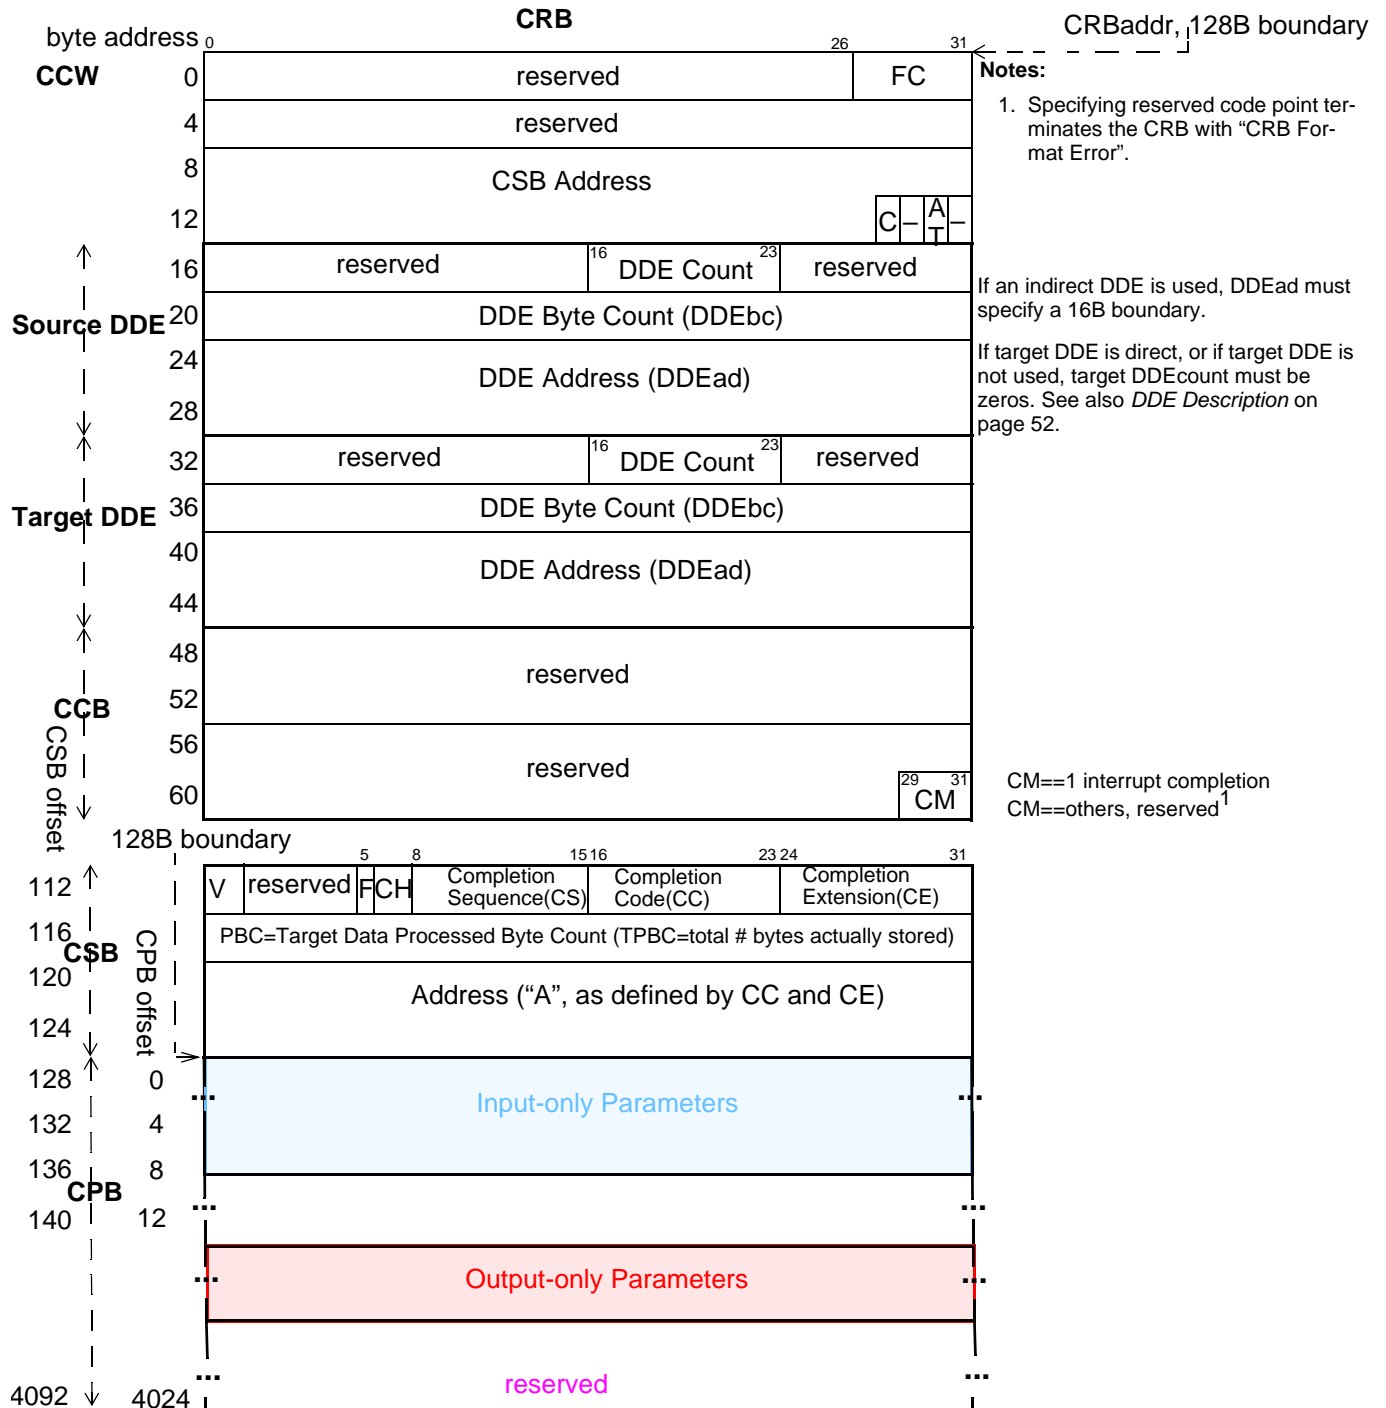 CRB
CRBaddr, 128B boundary
byte address 0 26 31
CCW 0 reserved FC
Notes:
1. Specifying reserved code point ter-
minates the CRB with “CRB For-
mat Error”.
4 reserved
8 CSB Address
12 C – AT –
16 reserved 16 DDE Count 23 reserved
If an indirect DDE is used, DDEad must
specify a 16B boundary.
Source DDE 20 DDE Byte Count (DDEbc)
If target DDE is direct, or if target DDE is
not used, target DDEcount must be
zeros. See also DDE Description on
page 52.
24 DDE Address (DDEad)
28
32 reserved 16 DDE Count 23 reserved
Target DDE 36 DDE Byte Count (DDEbc)
40 DDE Address (DDEad)
44
48 reserved
52
CCB
56 reserved
60 29 31 CM
CM==1 interrupt completion
CM==others, reserved1
CSB offset
128B boundary
5 8 15 16 23 24 31
112 V reserved F CH Completion Sequence(CS) Completion Code(CC) Completion Extension(CE)
116 PBC=Target Data Processed Byte Count (TPBC=total # bytes actually stored)
CSB
120 Address (“A”, as defined by CC and CE)
124
CPB offset
128 0 ... Input-only Parameters ...
132 4
136 8
CPB
140 12 ... ...
... Output-only Parameters ...
... ...
4092 4024 reserved